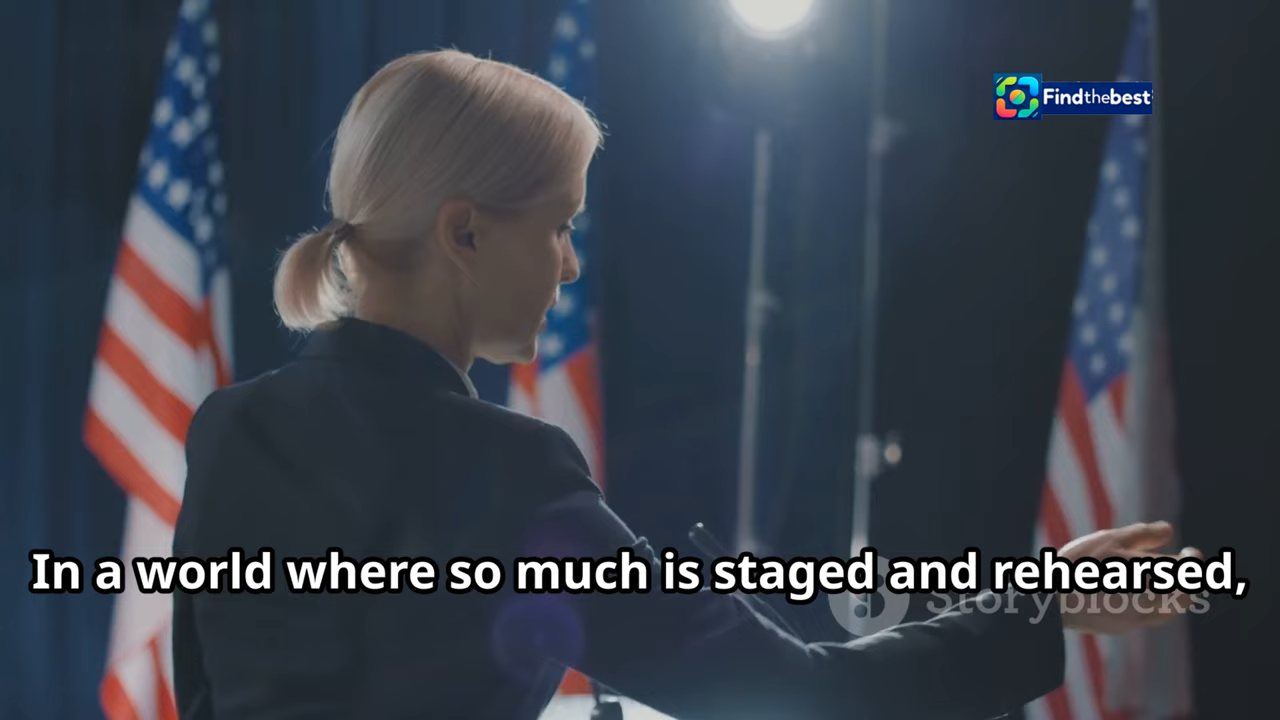 Findthebest
In a world where so much is staged and rehearsed,
Storyblocks